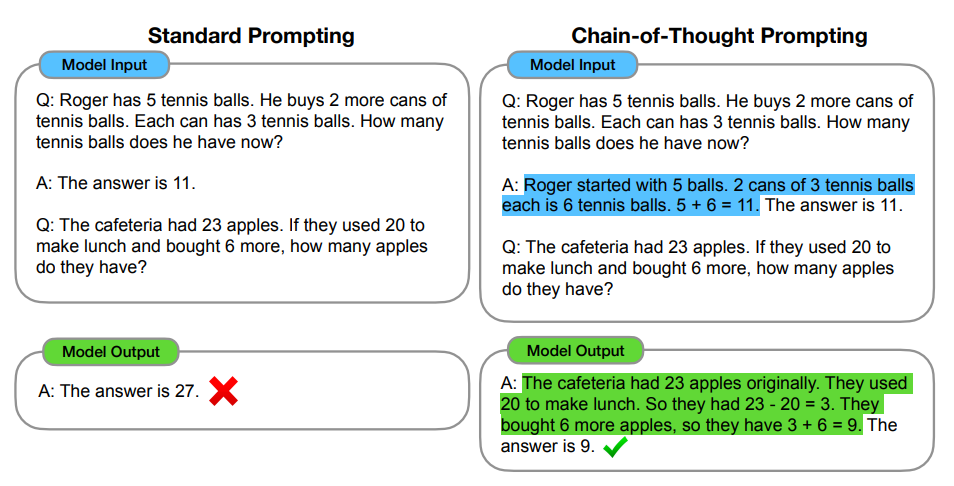 Standard Prompting
Model Input
Q: Roger has 5 tennis balls. He buys 2 more cans of
tennis balls. Each can has 3 tennis balls. How many
tennis balls does he have now?
A: The answer is 11.
Q: The cafeteria had 23 apples. If they used 20 to
make lunch and bought 6 more, how many apples
do they have?
Model Output
A: The answer is 27.
Chain-of-Thought Prompting
Model Input
Q: Roger has 5 tennis balls. He buys 2 more cans of
tennis balls. Each can has 3 tennis balls. How many
tennis balls does he have now?
A: Roger started with 5 balls. 2 cans of 3 tennis balls
each is 6 tennis balls. 5 + 6 = 11. The answer is 11.
Q: The cafeteria had 23 apples. If they used 20 to
make lunch and bought 6 more, how many apples
do they have?
Model Output
A: The cafeteria had 23 apples originally. They used
20 to make lunch. So they had 23 - 20 = 3. They
bought 6 more apples, so they have 3 + 6 = 9. The
answer is 9.